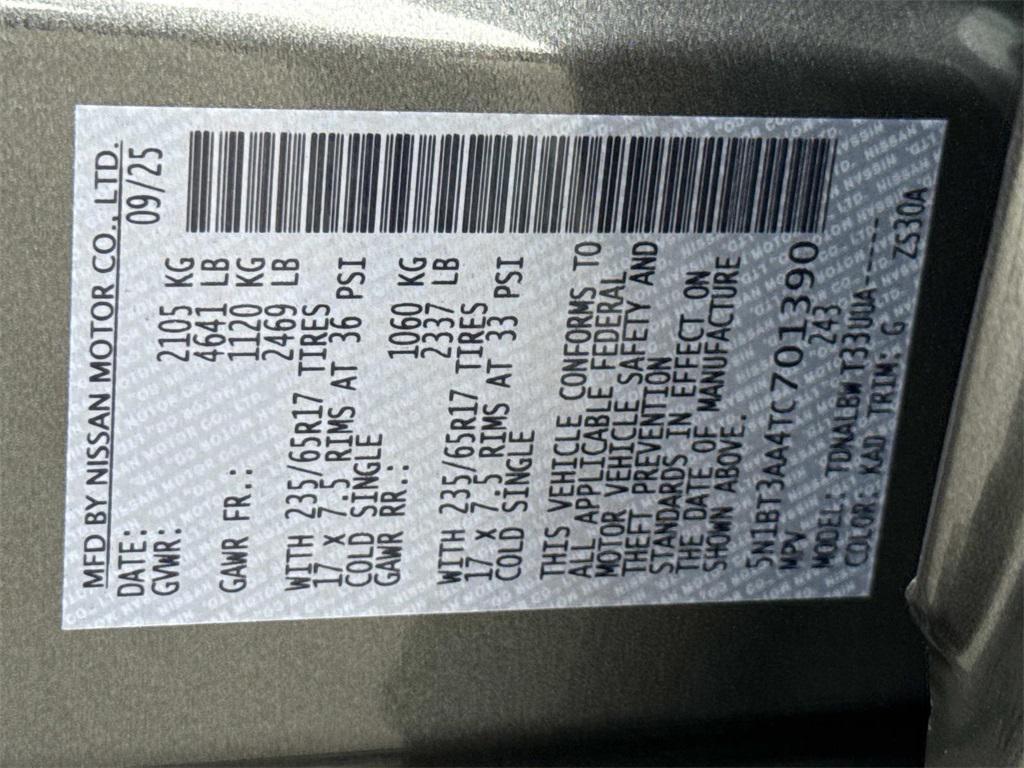 MFD BY NISSAN MOTOR CO., LTD.
DATE: 09/25
GVWR: 2105 KG
4641 LB
GAWR FR.: 1120 KG
2469 LB
WITH 235/65R17 TIRES
17 X 7.5 RIMS AT 36 PSI
COLD SINGLE
GAWR RR.: 1060 KG
2337 LB
WITH 235/65R17 TIRES
17 X 7.5 RIMS AT 33 PSI
COLD SINGLE
THIS VEHICLE CONFORMS TO
ALL APPLICABLE FEDERAL
MOTOR VEHICLE SAFETY AND
THEFT PREVENTION
STANDARDS IN EFFECT ON
THE DATE OF MANUFACTURE
SHOWN ABOVE.
5N1BT3AA4TC701390
MPV 243
MODEL: TDNALBW T33UUA-----
COLOR: KAD TRIM: G ZS30A